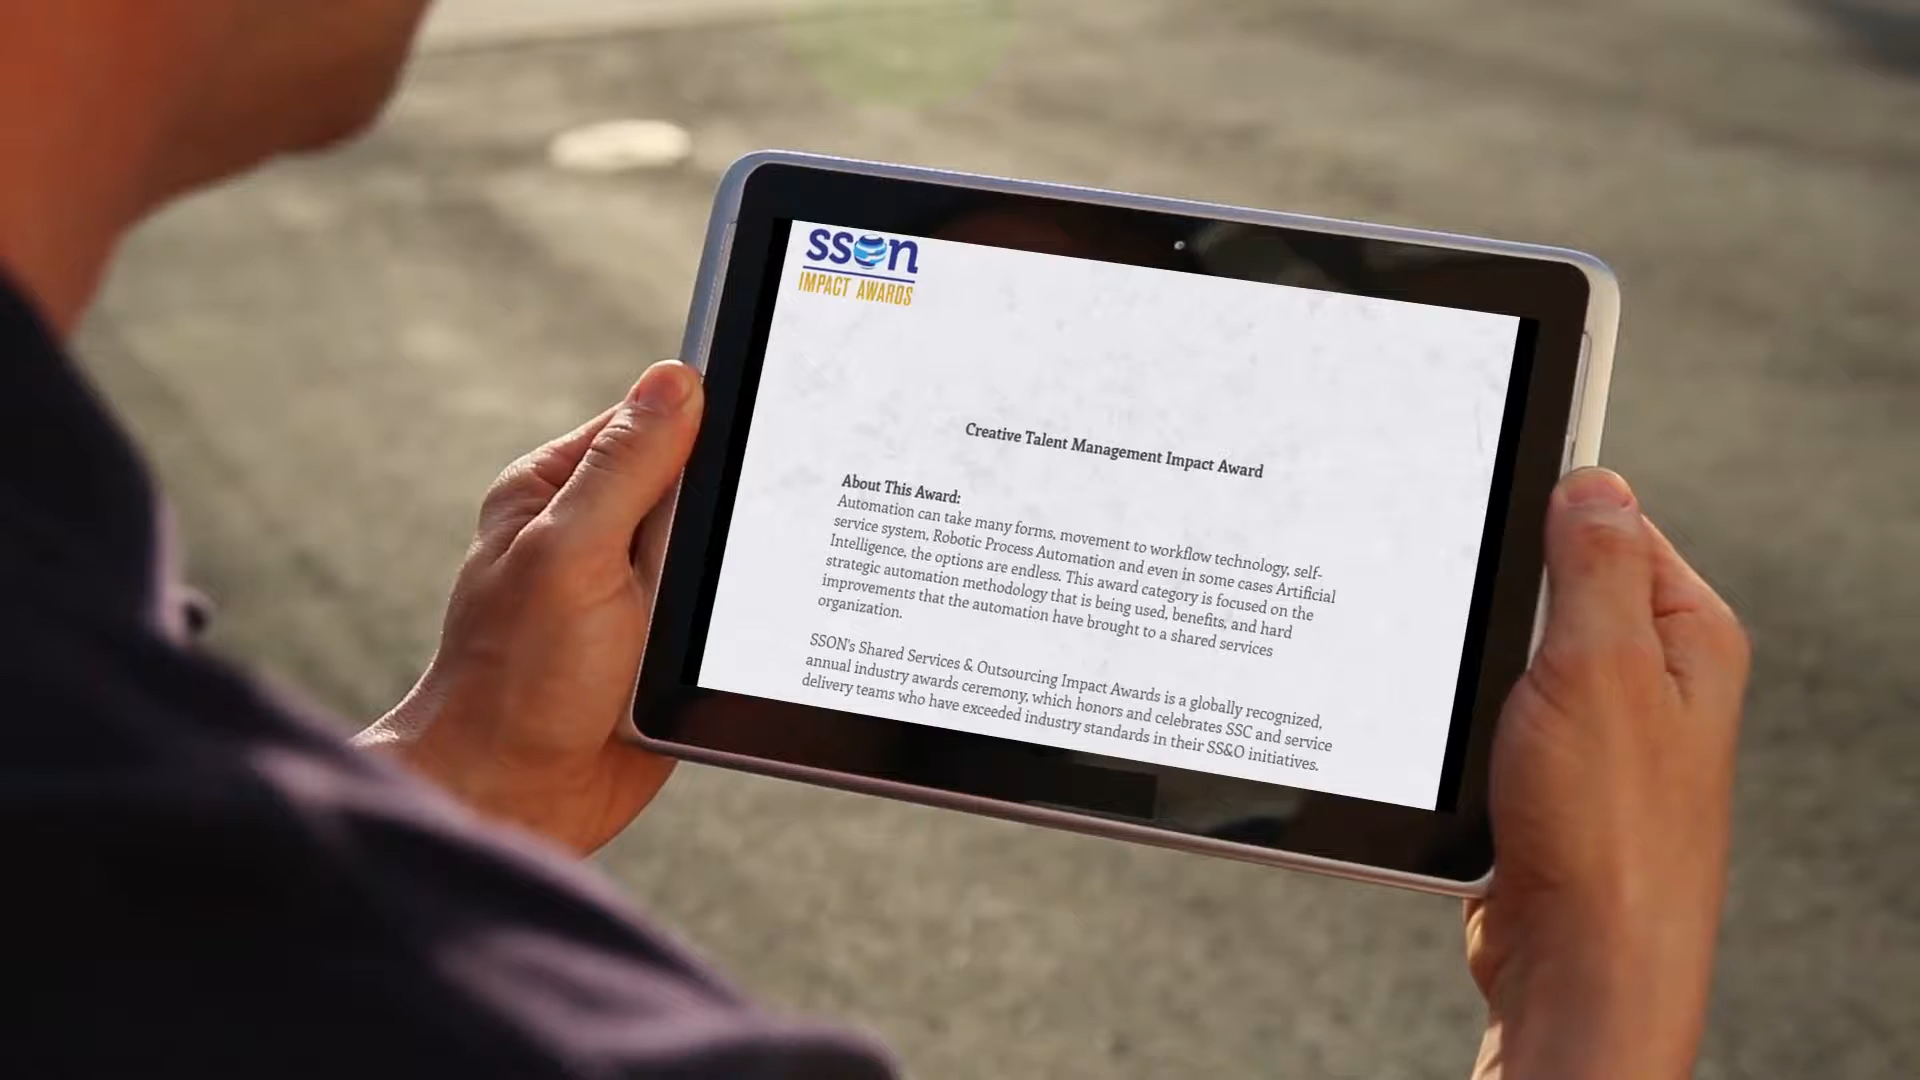 sson
IMPACT AWARDS
Creative Talent Management Impact Award
About This Award:
Automation can take many forms, movement to workflow technology, self-
service system, Robotic Process Automation and even in some cases Artificial
Intelligence, the options are endless. This award category is focused on the
strategic automation methodology that is being used, benefits, and hard
improvements that the automation have brought to a shared services
organization.
SSON's Shared Services & Outsourcing Impact Awards is a globally recognized,
annual industry awards ceremony, which honors and celebrates SSC and service
delivery teams who have exceeded industry standards in their SS&O initiatives.